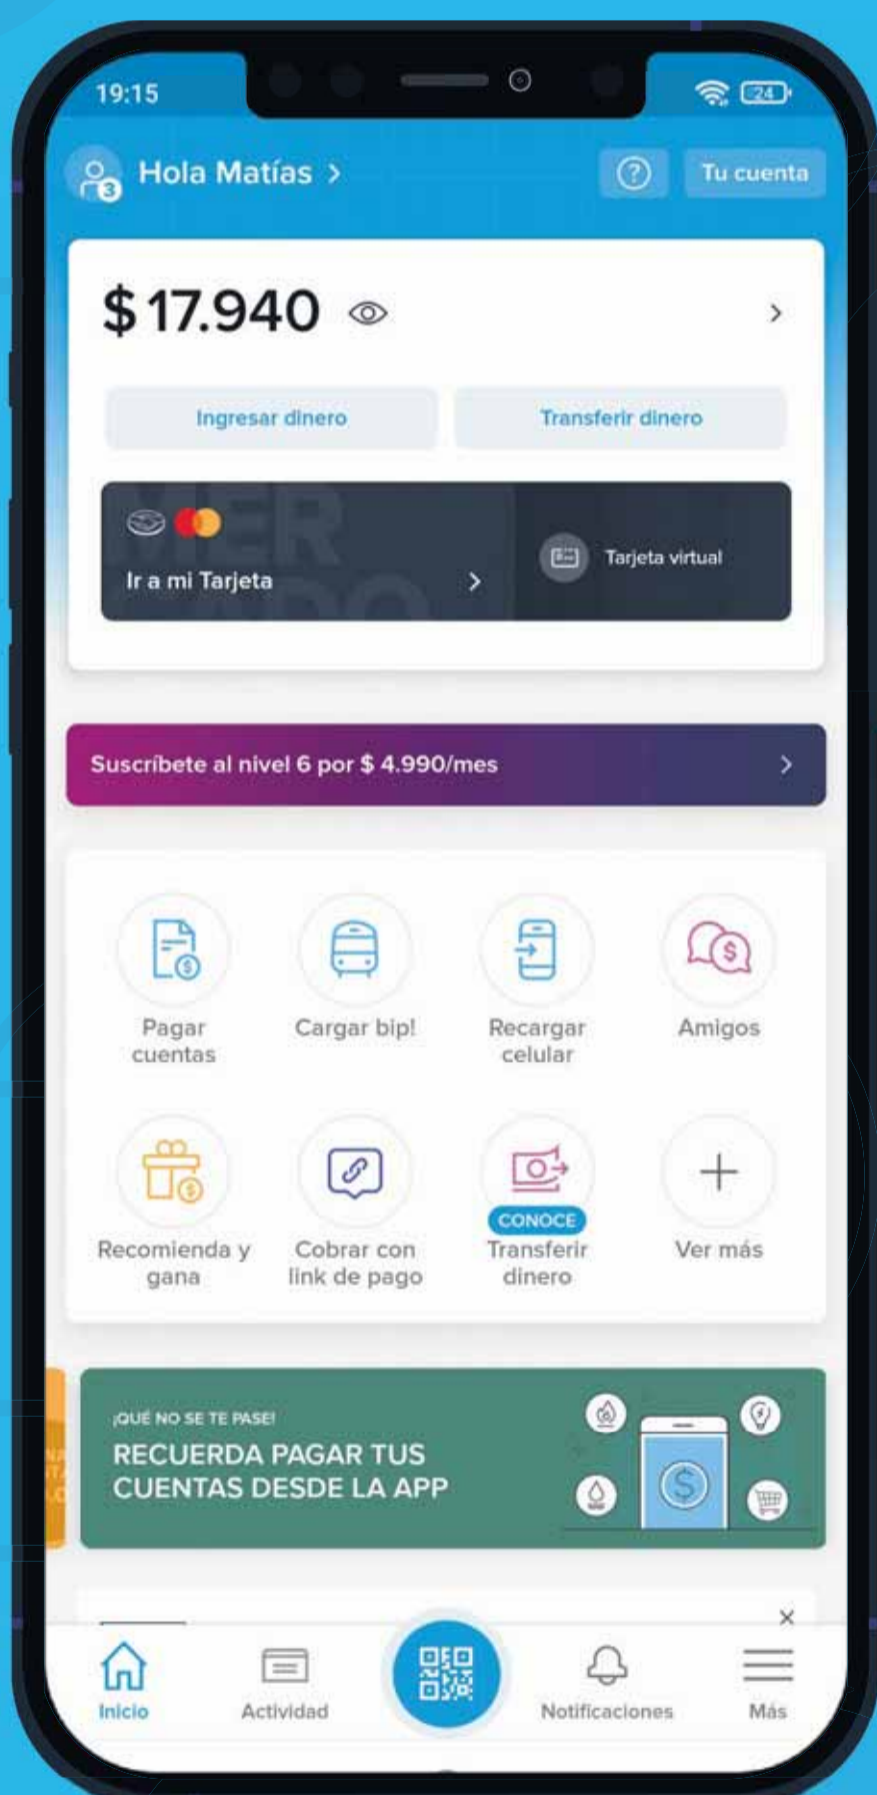 19:15
24
3
Hola Matías >
?
Tu cuenta
$ 17.940
Ingresar dinero
Transferir dinero
MER
ADO
Ir a mi Tarjeta
Tarjeta virtual
Suscríbete al nivel 6 por $ 4.990/mes
Pagar
cuentas
Cargar bip!
Recargar
celular
Amigos
Recomienda y
gana
Cobrar con
link de pago
CONOCE
Transferir
dinero
Ver más
¡QUÉ NO SE TE PASE!
RECUERDA PAGAR TUS
CUENTAS DESDE LA APP
Inicio
Actividad
Notificaciones
Más